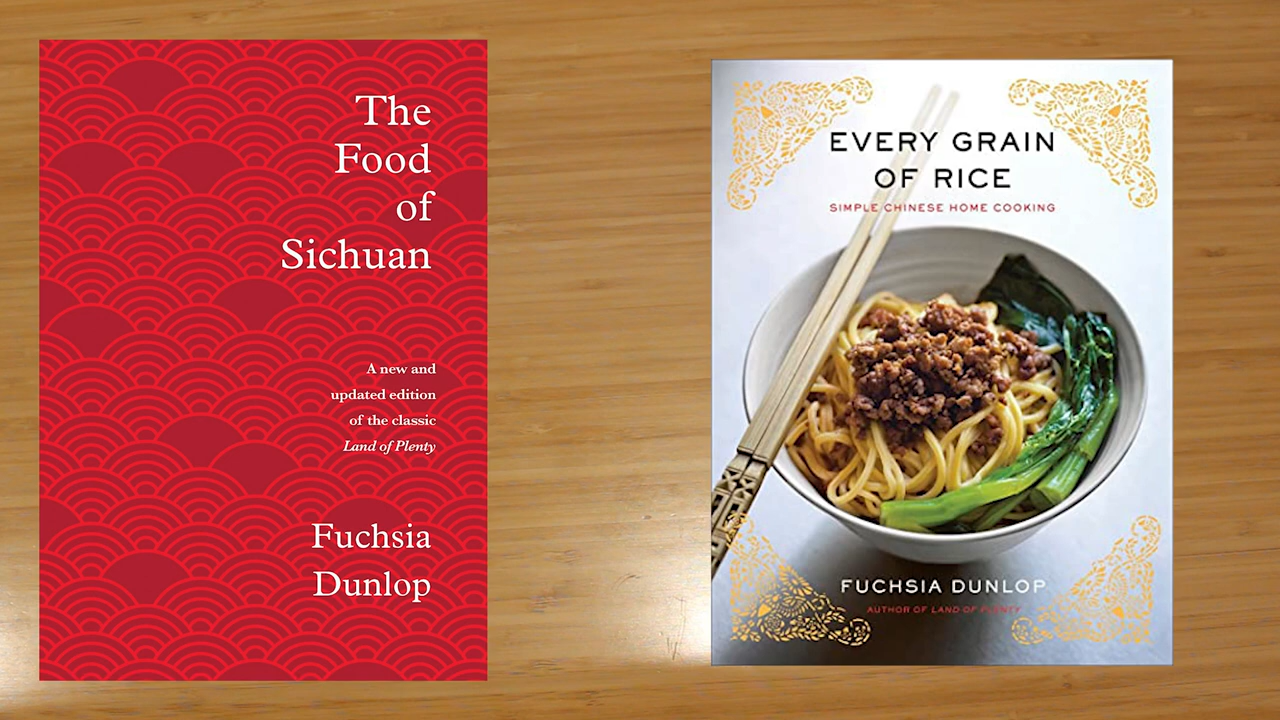 The
Food
of
Sichuan
A new and
updated edition
of the classic
Land of Plenty
Fuchsia
Dunlop
EVERY GRAIN
OF RICE
SIMPLE CHINESE HOME COOKING
FUCHSIA DUNLOP
AUTHOR OF LAND OF PLENTY